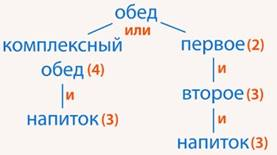 обед
или
комплексный первое (2)
обед (4) и
и второе (3)
напиток (3) и
напиток (3)